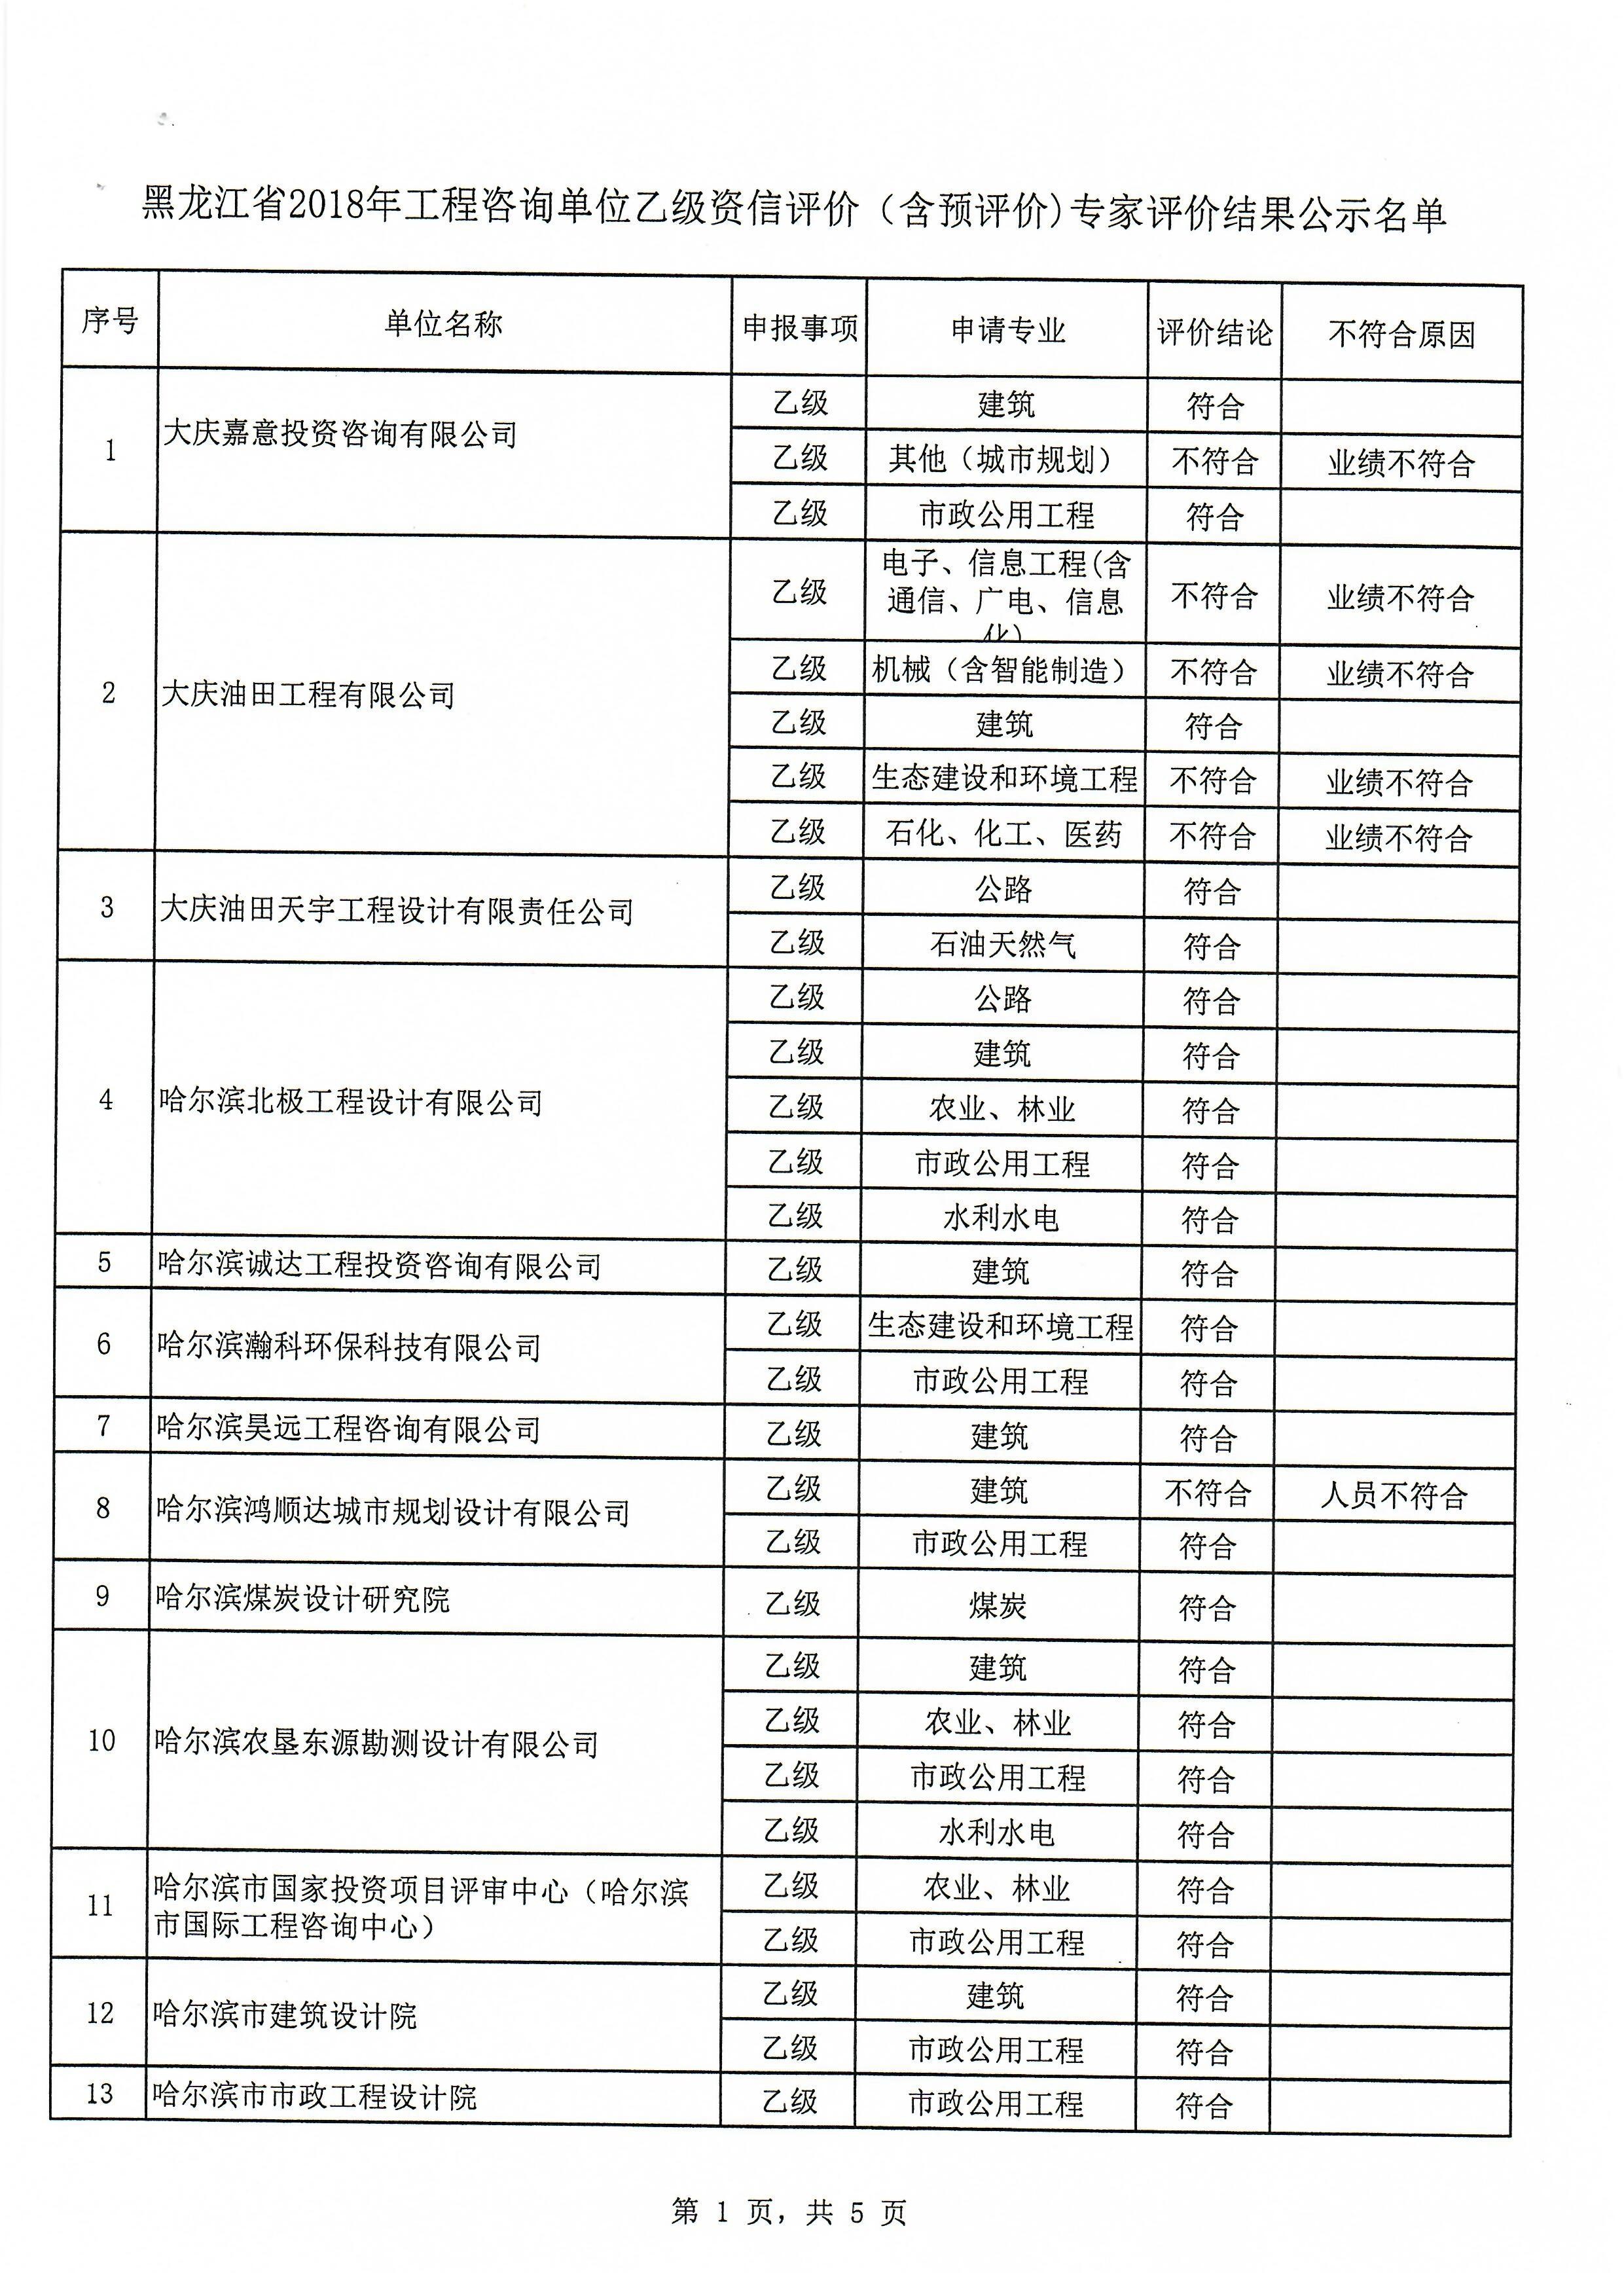 黑龙江省2018年工程咨询单位乙级资信评价（含预评价)专家评价结果公示名单
序号 单位名称 申报事项 申请专业 评价结论 不符合原因
1 大庆嘉意投资咨询有限公司 乙级 建筑 符合
乙级 其他（城市规划） 不符合 业绩不符合
乙级 市政公用工程 符合
2 大庆油田工程有限公司 乙级 电子、信息工程(含
通信、广电、信息
化) 不符合 业绩不符合
乙级 机械（含智能制造） 不符合 业绩不符合
乙级 建筑 符合
乙级 生态建设和环境工程 不符合 业绩不符合
乙级 石化、化工、医药 不符合 业绩不符合
3 大庆油田天宇工程设计有限责任公司 乙级 公路 符合
乙级 石油天然气 符合
4 哈尔滨北极工程设计有限公司 乙级 公路 符合
乙级 建筑 符合
乙级 农业、林业 符合
乙级 市政公用工程 符合
乙级 水利水电 符合
5 哈尔滨诚达工程投资咨询有限公司 乙级 建筑 符合
6 哈尔滨瀚科环保科技有限公司 乙级 生态建设和环境工程 符合
乙级 市政公用工程 符合
7 哈尔滨昊远工程咨询有限公司 乙级 建筑 符合
8 哈尔滨鸿顺达城市规划设计有限公司 乙级 建筑 不符合 人员不符合
乙级 市政公用工程 符合
9 哈尔滨煤炭设计研究院 乙级 煤炭 符合
10 哈尔滨农垦东源勘测设计有限公司 乙级 建筑 符合
乙级 农业、林业 符合
乙级 市政公用工程 符合
乙级 水利水电 符合
11 哈尔滨市国家投资项目评审中心（哈尔滨
市国际工程咨询中心） 乙级 农业、林业 符合
乙级 市政公用工程 符合
12 哈尔滨市建筑设计院 乙级 建筑 符合
乙级 市政公用工程 符合
13 哈尔滨市市政工程设计院 乙级 市政公用工程 符合
第 1 页，共 5 页